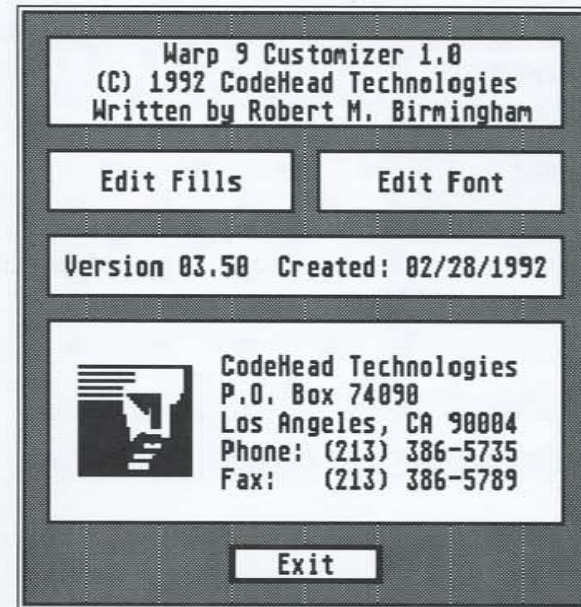 Warp 9 Customizer 1.0
(C) 1992 CodeHead Technologies
Written by Robert M. Birmingham
Edit Fills
Edit Font
Version 03.50 Created: 02/28/1992
CodeHead Technologies
P.O. Box 74090
Los Angeles, CA 90004
Phone: (213) 386-5735
Fax: (213) 386-5789
Exit